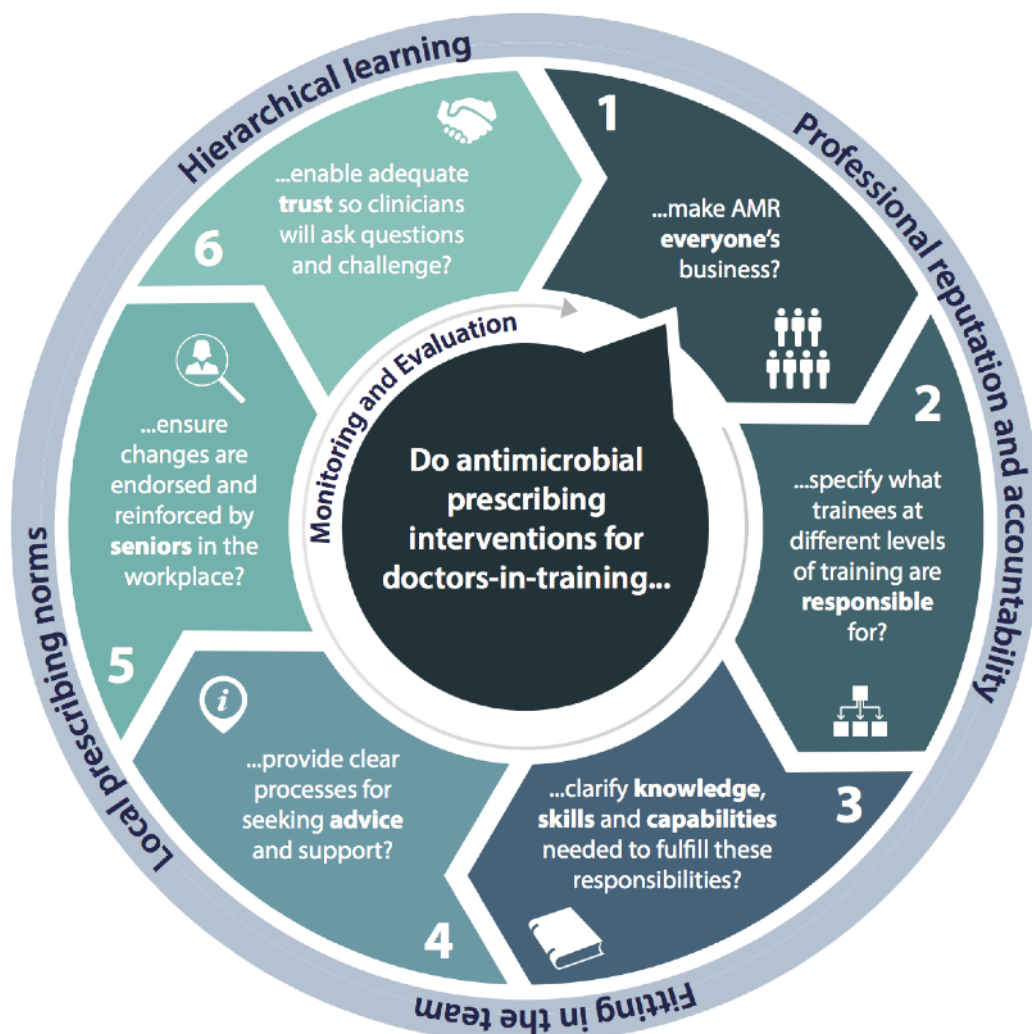 Do antimicrobial
prescribing
interventions for
doctors-in-training...
Monitoring and Evaluation
1
...make AMR
everyone's
business?
2
...specify what
trainees at
different levels
of training are
responsible
for?
3
...clarify knowledge,
skills and capabilities
needed to fulfill these
responsibilities?
4
i
...provide clear
processes for
seeking advice
and support?
5
...ensure
changes are
endorsed and
reinforced by
seniors in the
workplace?
6
...enable adequate
trust so clinicians
will ask questions
and challenge?
Hierarchical learning
Professional reputation and accountability
Fitting in the team
Local prescribing norms